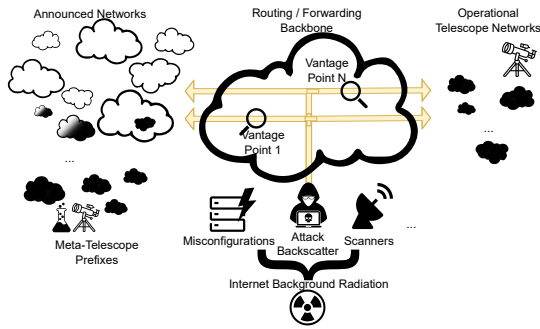 Announced Networks
Routing / Forwarding
Backbone
Operational
Telescope Networks
Vantage
Point N
Vantage
Point 1
...
...
Meta-Telescope
Prefixes
Misconfigurations
Attack
Backscatter
Scanners
...
Internet Background Radiation